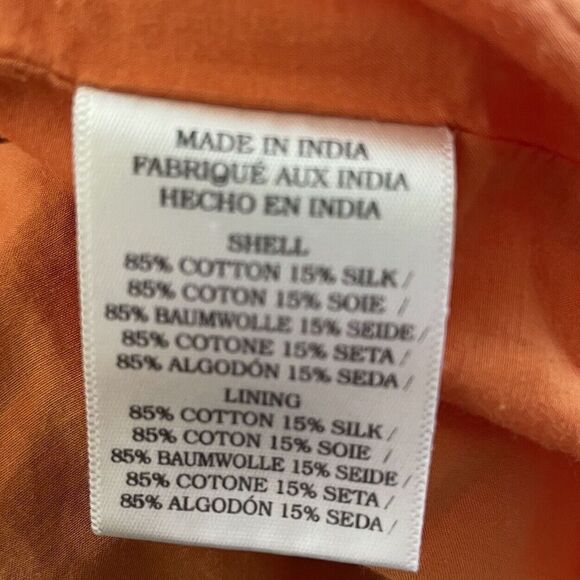 MADE IN INDIA
FABRIQUÉ AUX INDIA
HECHO EN INDIA
SHELL
85% COTTON 15% SILK /
85% COTON 15% SOIE /
85% BAUMWOLLE 15% SEIDE /
85% COTONE 15% SETA /
85% ALGODÓN 15% SEDA /
LINING
85% COTTON 15% SILK /
85% COTON 15% SOIE /
85% BAUMWOLLE 15% SEIDE /
85% COTONE 15% SETA /
85% ALGODÓN 15% SEDA /